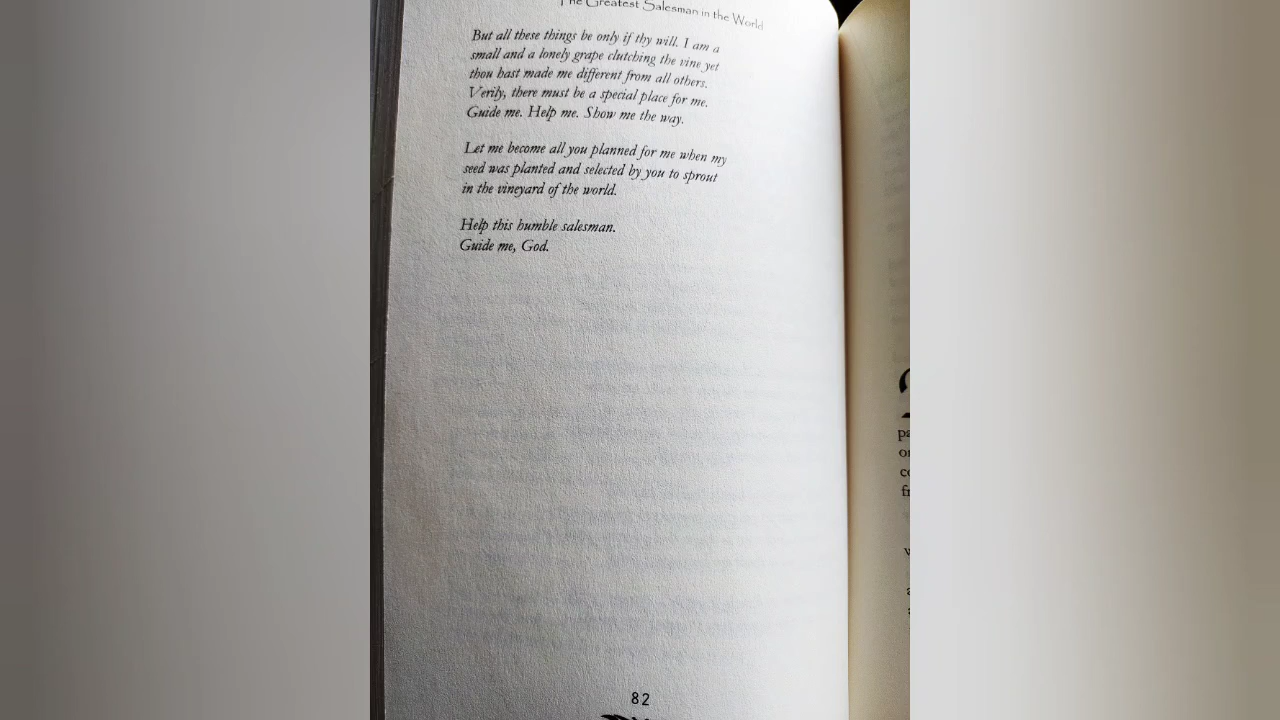 The Greatest Salesman in the World
But all these things be only if thy will. I am a
small and a lonely grape clutching the vine yet
thou hast made me different from all others.
Verily, there must be a special place for me.
Guide me. Help me. Show me the way.
Let me become all you planned for me when my
seed was planted and selected by you to sprout
in the vineyard of the world.
Help this humble salesman.
Guide me, God.
82